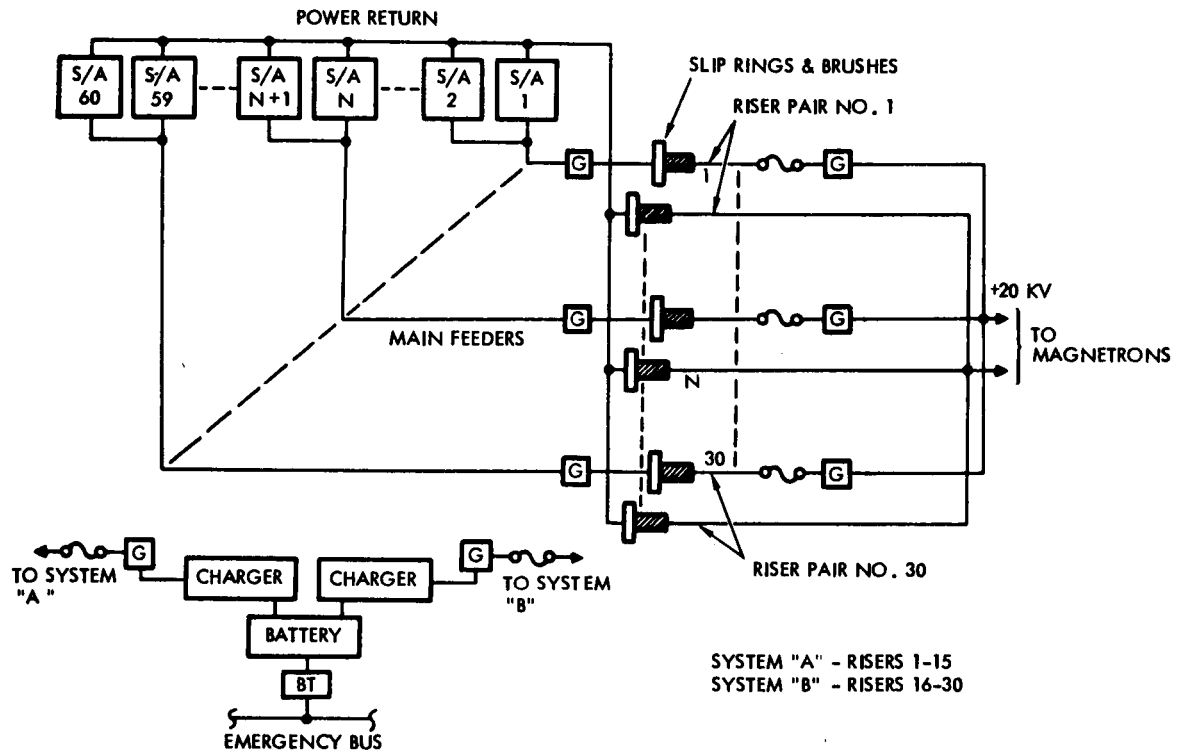 POWER RETURN
S/A 60
S/A 59
S/A N+1
S/A N
S/A 2
S/A 1
SLIP RINGS & BRUSHES
RISER PAIR NO. 1
G
G
1
+20 KV
G
G
MAIN FEEDERS
TO MAGNETRONS
N
30
G
G
RISER PAIR NO. 30
G
G
TO SYSTEM "A"
CHARGER
CHARGER
TO SYSTEM "B"
BATTERY
BT
EMERGENCY BUS
SYSTEM "A" - RISERS 1-15
SYSTEM "B" - RISERS 16-30